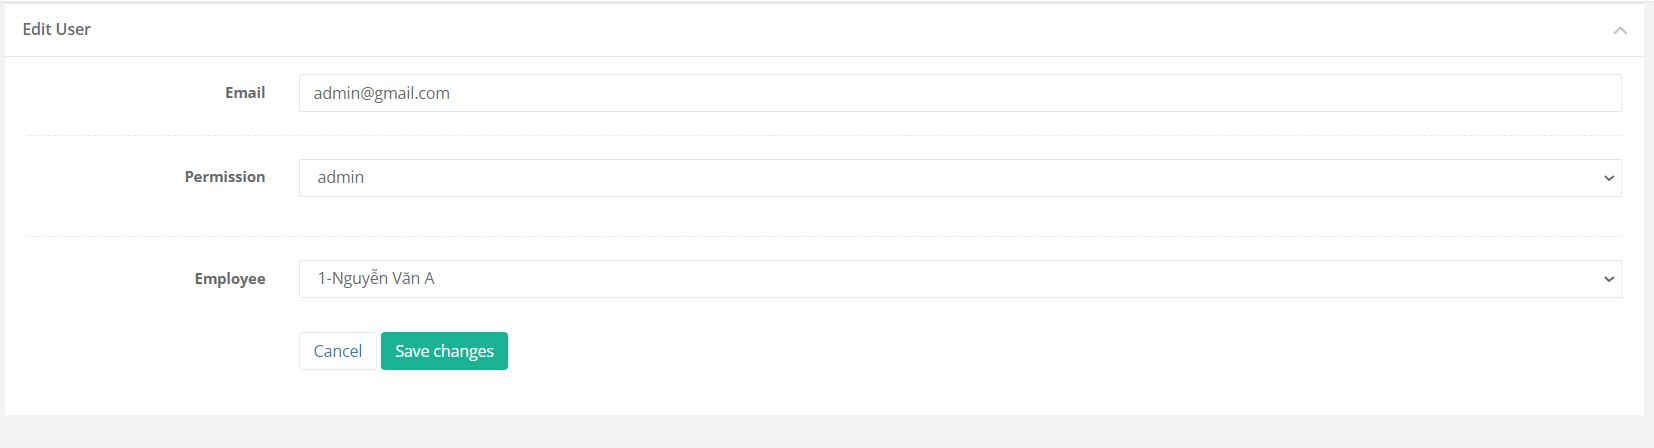 Edit User
Email
admin@gmail.com
Permission
admin
Employee
1-Nguyễn Văn A
Cancel
Save changes